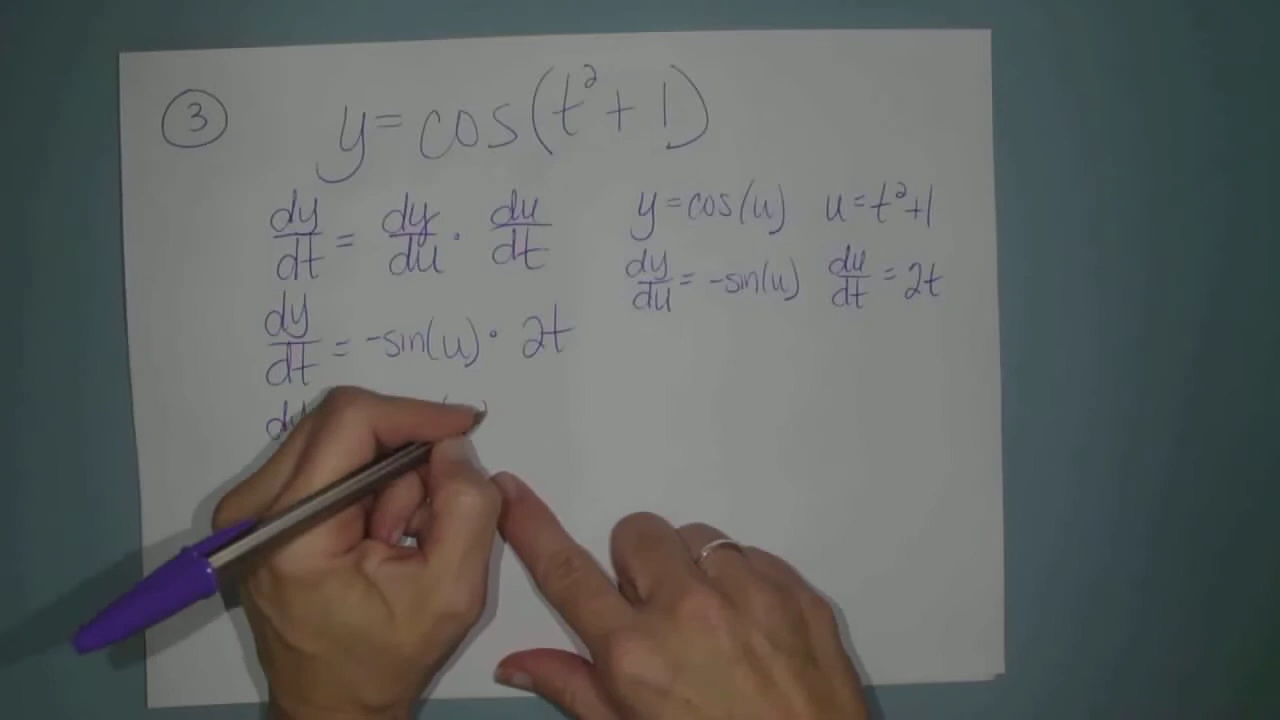 ③ y = cos(t² + 1)
dy/dt = dy/du · du/dt
dy/dt = -sin(u) · 2t
dy
y = cos(u) u = t²+1
dy/du = -sin(u) du/dt = 2t